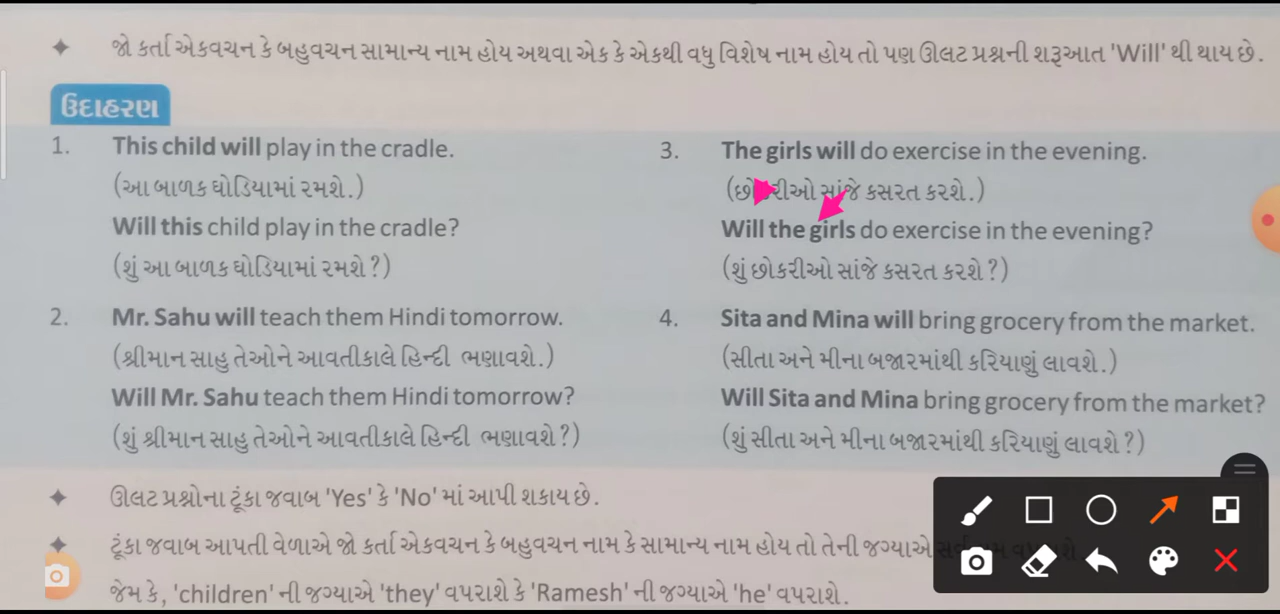 ✦ જો કર્તા એકવચન કે બહુવચન સામાન્ય નામ હોય અથવા એક કે એકથી વધુ વિશેષ નામ હોય તો પણ ઊલટ પ્રશ્નની શરૂઆત 'Will' થી થાય છે.
ઉદાહરણ
1. This child will play in the cradle.
(આ બાળક ઘોડિયામાં રમશે.)
Will this child play in the cradle?
(શું આ બાળક ઘોડિયામાં રમશે?)
2. Mr. Sahu will teach them Hindi tomorrow.
(શ્રીમાન સાહુ તેઓને આવતીકાલે હિન્દી ભણાવશે.)
Will Mr. Sahu teach them Hindi tomorrow?
(શું શ્રીમાન સાહુ તેઓને આવતીકાલે હિન્દી ભણાવશે?)
3. The girls will do exercise in the evening.
(છોકરીઓ સાંજે કસરત કરશે.)
Will the girls do exercise in the evening?
(શું છોકરીઓ સાંજે કસરત કરશે?)
4. Sita and Mina will bring grocery from the market.
(સીતા અને મીના બજારમાંથી કરિયાણું લાવશે.)
Will Sita and Mina bring grocery from the market?
(શું સીતા અને મીના બજારમાંથી કરિયાણું લાવશે?)
✦ ઊલટ પ્રશ્નોના ટૂંકા જવાબ 'Yes' કે 'No' માં આપી શકાય છે.
✦ ટૂંકા જવાબ આપતી વેળાએ જો કર્તા એકવચન કે બહુવચન નામ કે સામાન્ય નામ હોય તો તેની જગ્યાએ
જેમ કે, 'children' ની જગ્યાએ 'they' વપરાશે કે 'Ramesh' ની જગ્યાએ 'he' વપરાશે.